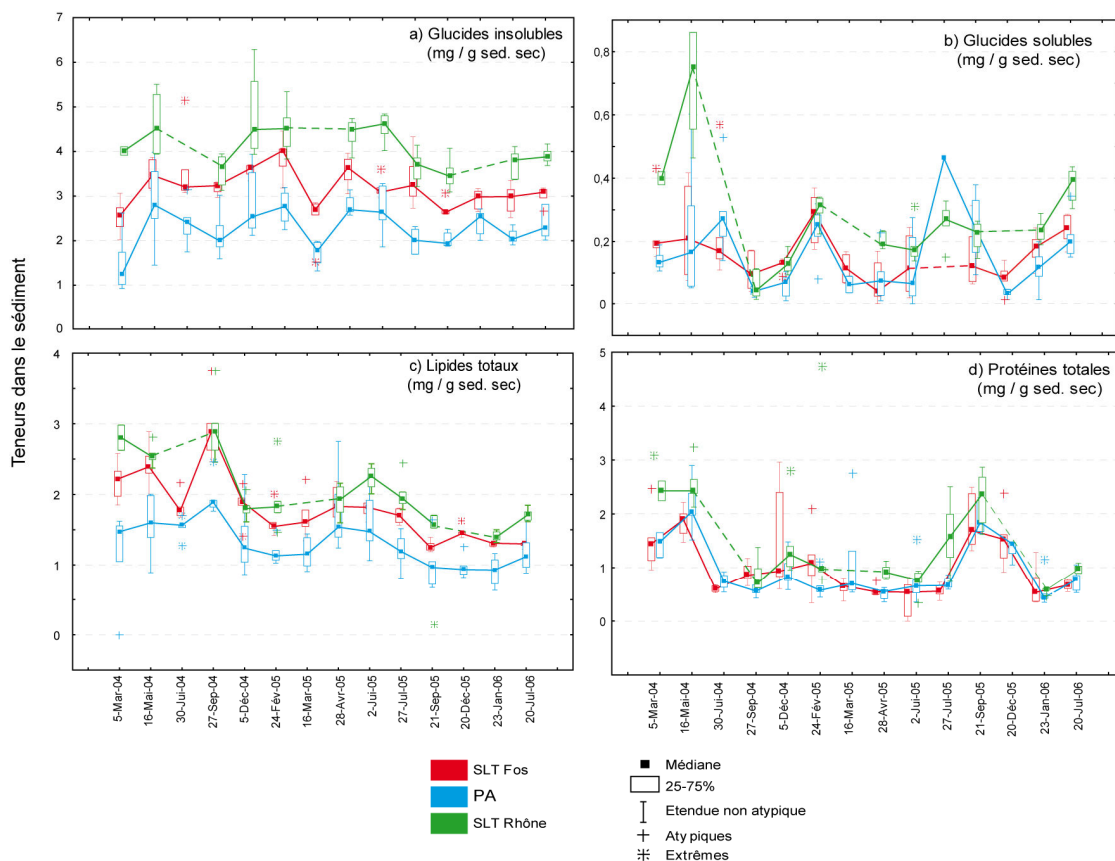 Teneurs dans le sédiment
a) Glucides insolubles
(mg / g sed. sec)
7
6
5
4
3
2
1
0
b) Glucides solubles
(mg / g sed. sec)
0,8
0,6
0,4
0,2
0
c) Lipides totaux
(mg / g sed. sec)
4
3
2
1
0
5-Mar-04
16-Mai-04
30-Jui-04
27-Sep-04
5-Déc-04
24-Fév-05
16-Mar-05
28-Avr-05
2-Jui-05
27-Jul-05
21-Sep-05
20-Déc-05
23-Jan-06
20-Jul-06
d) Protéines totales
(mg / g sed. sec)
5
4
3
2
1
0
5-Mar-04
16-Mai-04
30-Jui-04
27-Sep-04
5-Déc-04
24-Fév-05
16-Mar-05
28-Avr-05
2-Jui-05
27-Jul-05
21-Sep-05
20-Déc-05
23-Jan-06
20-Jul-06
SLT Fos
PA
SLT Rhône
Médiane
25-75%
Etendue non atypique
Atypiques
Extrêmes